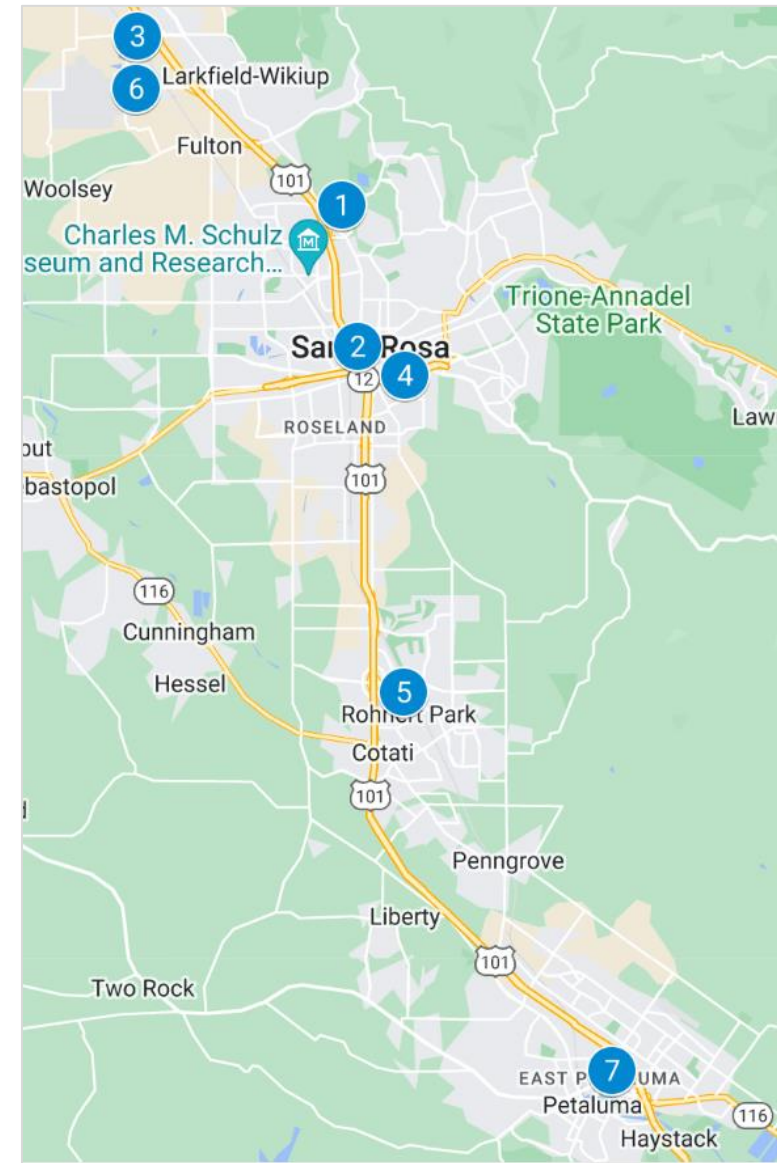 3
Larkfield-Wikiup
6
Fulton
101
Woolsey
1
Charles M. Schulz
seum and Research...
M
Trione-Annadel
State Park
2
4
12
Law
ROSELAND
out
101
bastopol
116
Cunningham
Hessel
5
Rohnert Park
Cotati
101
Penngrove
Liberty
101
Two Rock
7
Petaluma
116
Haystack